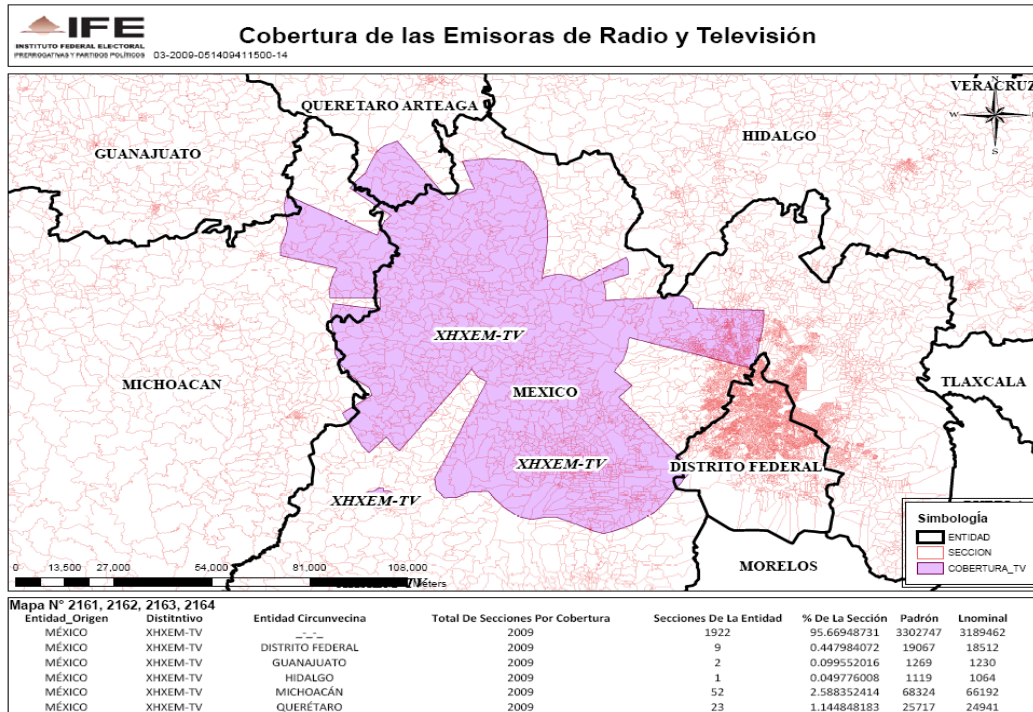 IFE
INSTITUTO FEDERAL ELECTORAL
PRERROGATIVAS Y PARTIDOS POLÍTICOS
03-2009-051409411500-14
Cobertura de las Emisoras de Radio y Televisión
VERACRUZ
QUERETARO ARTEAGA
N
W E
S
HIDALGO
GUANAJUATO
XHXEM-TV
MICHOACAN
MEXICO
TLAXCALA
XHXEM-TV
DISTRITO FEDERAL
XHXEM-TV
MORELOS
Simbología
ENTIDAD
SECCION
COBERTURA_TV
0 13,500 27,000 54,000 81,000 108,000
Meters
Mapa N° 2161, 2162, 2163, 2164
Entidad_Origen Distitntivo Entidad Circunvecina Total De Secciones Por Cobertura Secciones De La Entidad % De La Sección Padrón Lnominal
MÉXICO XHXEM-TV _-_-_ 2009 1922 95.66948731 3302747 3189462
MÉXICO XHXEM-TV DISTRITO FEDERAL 2009 9 0.447984072 19067 18512
MÉXICO XHXEM-TV GUANAJUATO 2009 2 0.099552016 1269 1230
MÉXICO XHXEM-TV HIDALGO 2009 1 0.049776008 1119 1064
MÉXICO XHXEM-TV MICHOACÁN 2009 52 2.588352414 68324 66192
MÉXICO XHXEM-TV QUERÉTARO 2009 23 1.144848183 25717 24941